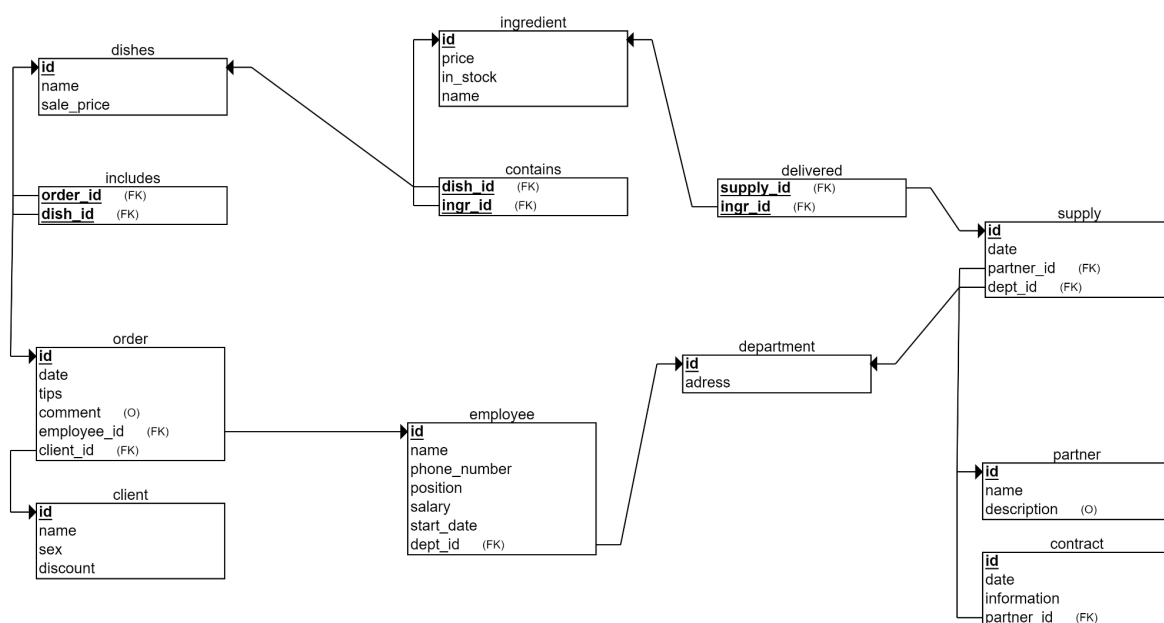 ingredient
id
price
in_stock
name
dishes
id
name
sale_price
includes
order_id (FK)
dish_id (FK)
contains
dish_id (FK)
ingr_id (FK)
delivered
supply_id (FK)
ingr_id (FK)
supply
id
date
partner_id (FK)
dept_id (FK)
order
id
date
tips
comment (O)
employee_id (FK)
client_id (FK)
department
id
adress
employee
id
name
phone_number
position
salary
start_date
dept_id (FK)
partner
id
name
description (O)
client
id
name
sex
discount
contract
id
date
information
partner_id (FK)